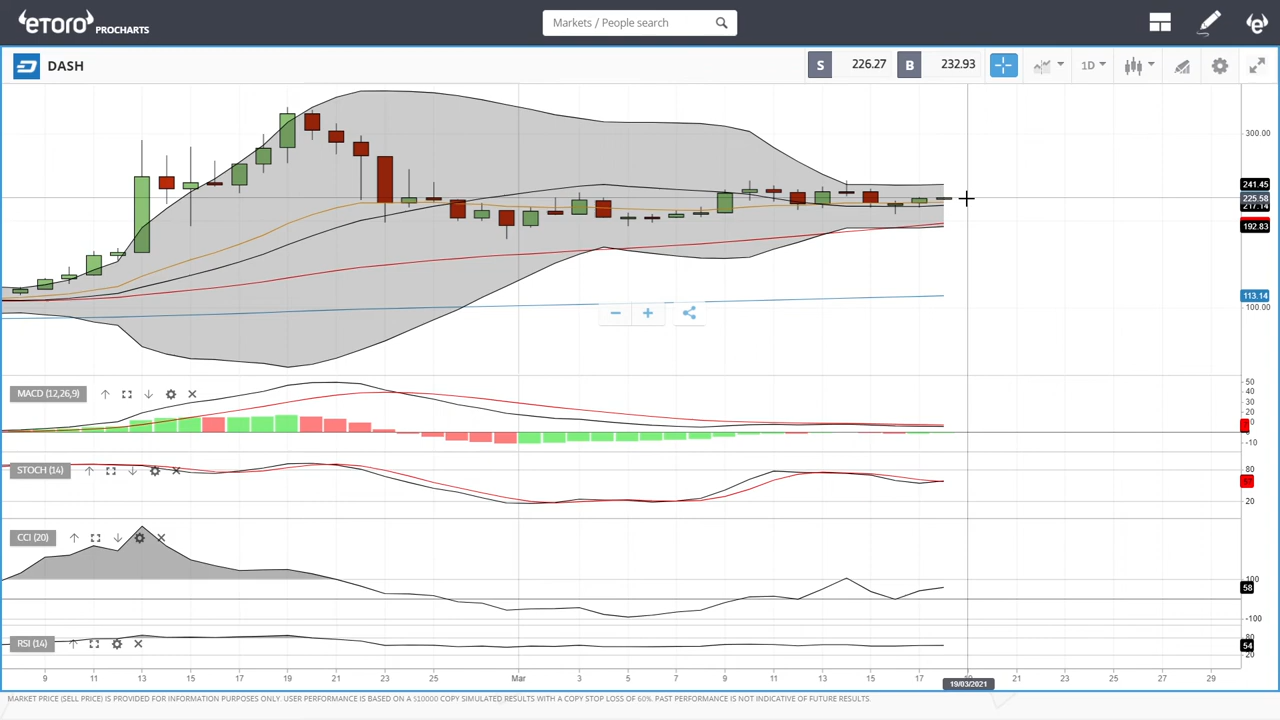 eToro PROCHARTS
Markets / People search
DASH
S 226.27 B 232.93
1D
300.00
241.45
225.58
217.14
192.83
113.14
100.00
MACD (12,26,9)
50
40
30
20
-10
STOCH (14)
80
20
CCI (20)
100
58
-100
RSI (14)
80
54
20
9 11 13 15 17 19 21 23 25 Mar 3 5 7 9 11 13 15 17 19 21 23 25 27 29
19/03/2021
MARKET PRICE (SELL PRICE) IS PROVIDED FOR INFORMATION PURPOSES ONLY. USER PERFORMANCE IS BASED ON A $10000 COPY SIMULATED RESULTS WITH A COPY STOP LOSS OF 60%. PAST PERFORMANCE IS NOT INDICATIVE OF FUTURE RESULTS.